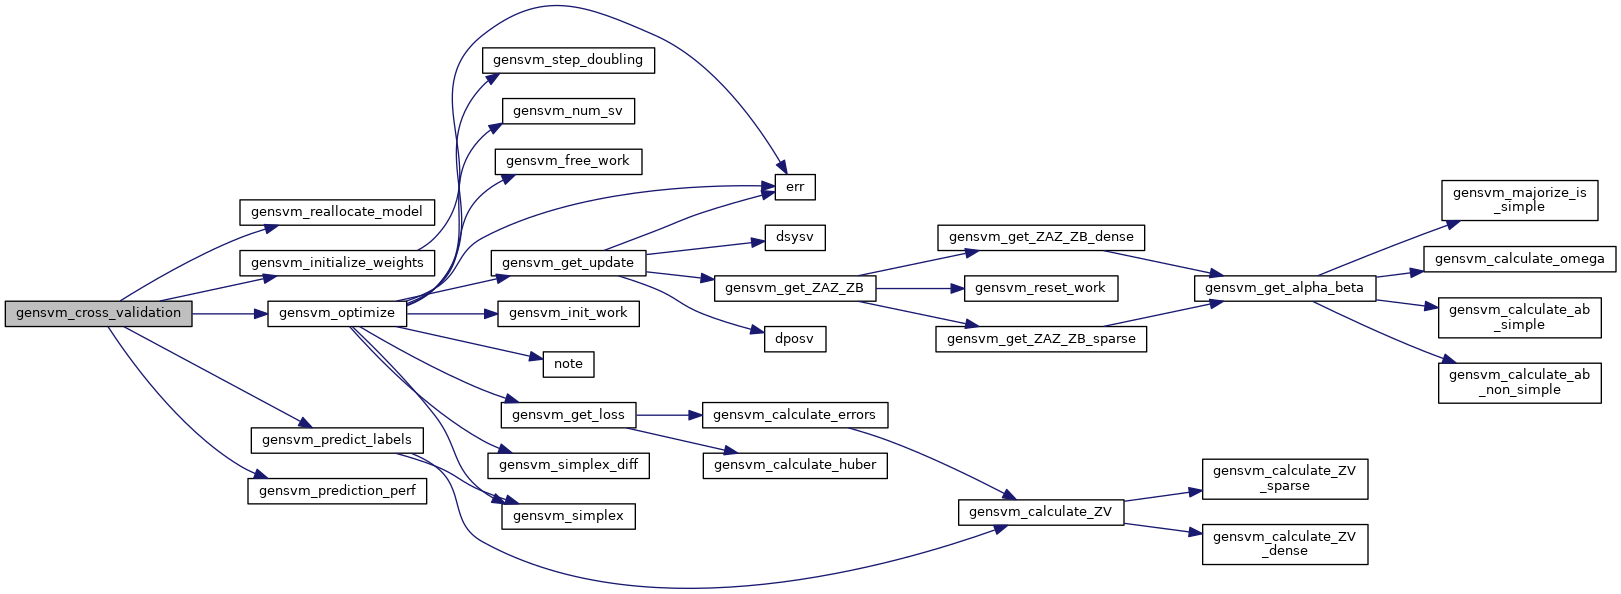 gensvm_cross_validation
gensvm_reallocate_model
gensvm_initialize_weights
gensvm_optimize
gensvm_predict_labels
gensvm_prediction_perf
gensvm_step_doubling
gensvm_num_sv
gensvm_free_work
gensvm_get_update
gensvm_init_work
note
gensvm_get_loss
gensvm_simplex_diff
gensvm_simplex
err
dsysv
gensvm_get_ZAZ_ZB
dposv
gensvm_calculate_errors
gensvm_calculate_huber
gensvm_get_ZAZ_ZB_dense
gensvm_reset_work
gensvm_get_ZAZ_ZB_sparse
gensvm_calculate_ZV
gensvm_get_alpha_beta
gensvm_calculate_ZV
_sparse
gensvm_calculate_ZV
_dense
gensvm_majorize_is
_simple
gensvm_calculate_omega
gensvm_calculate_ab
_simple
gensvm_calculate_ab
_non_simple